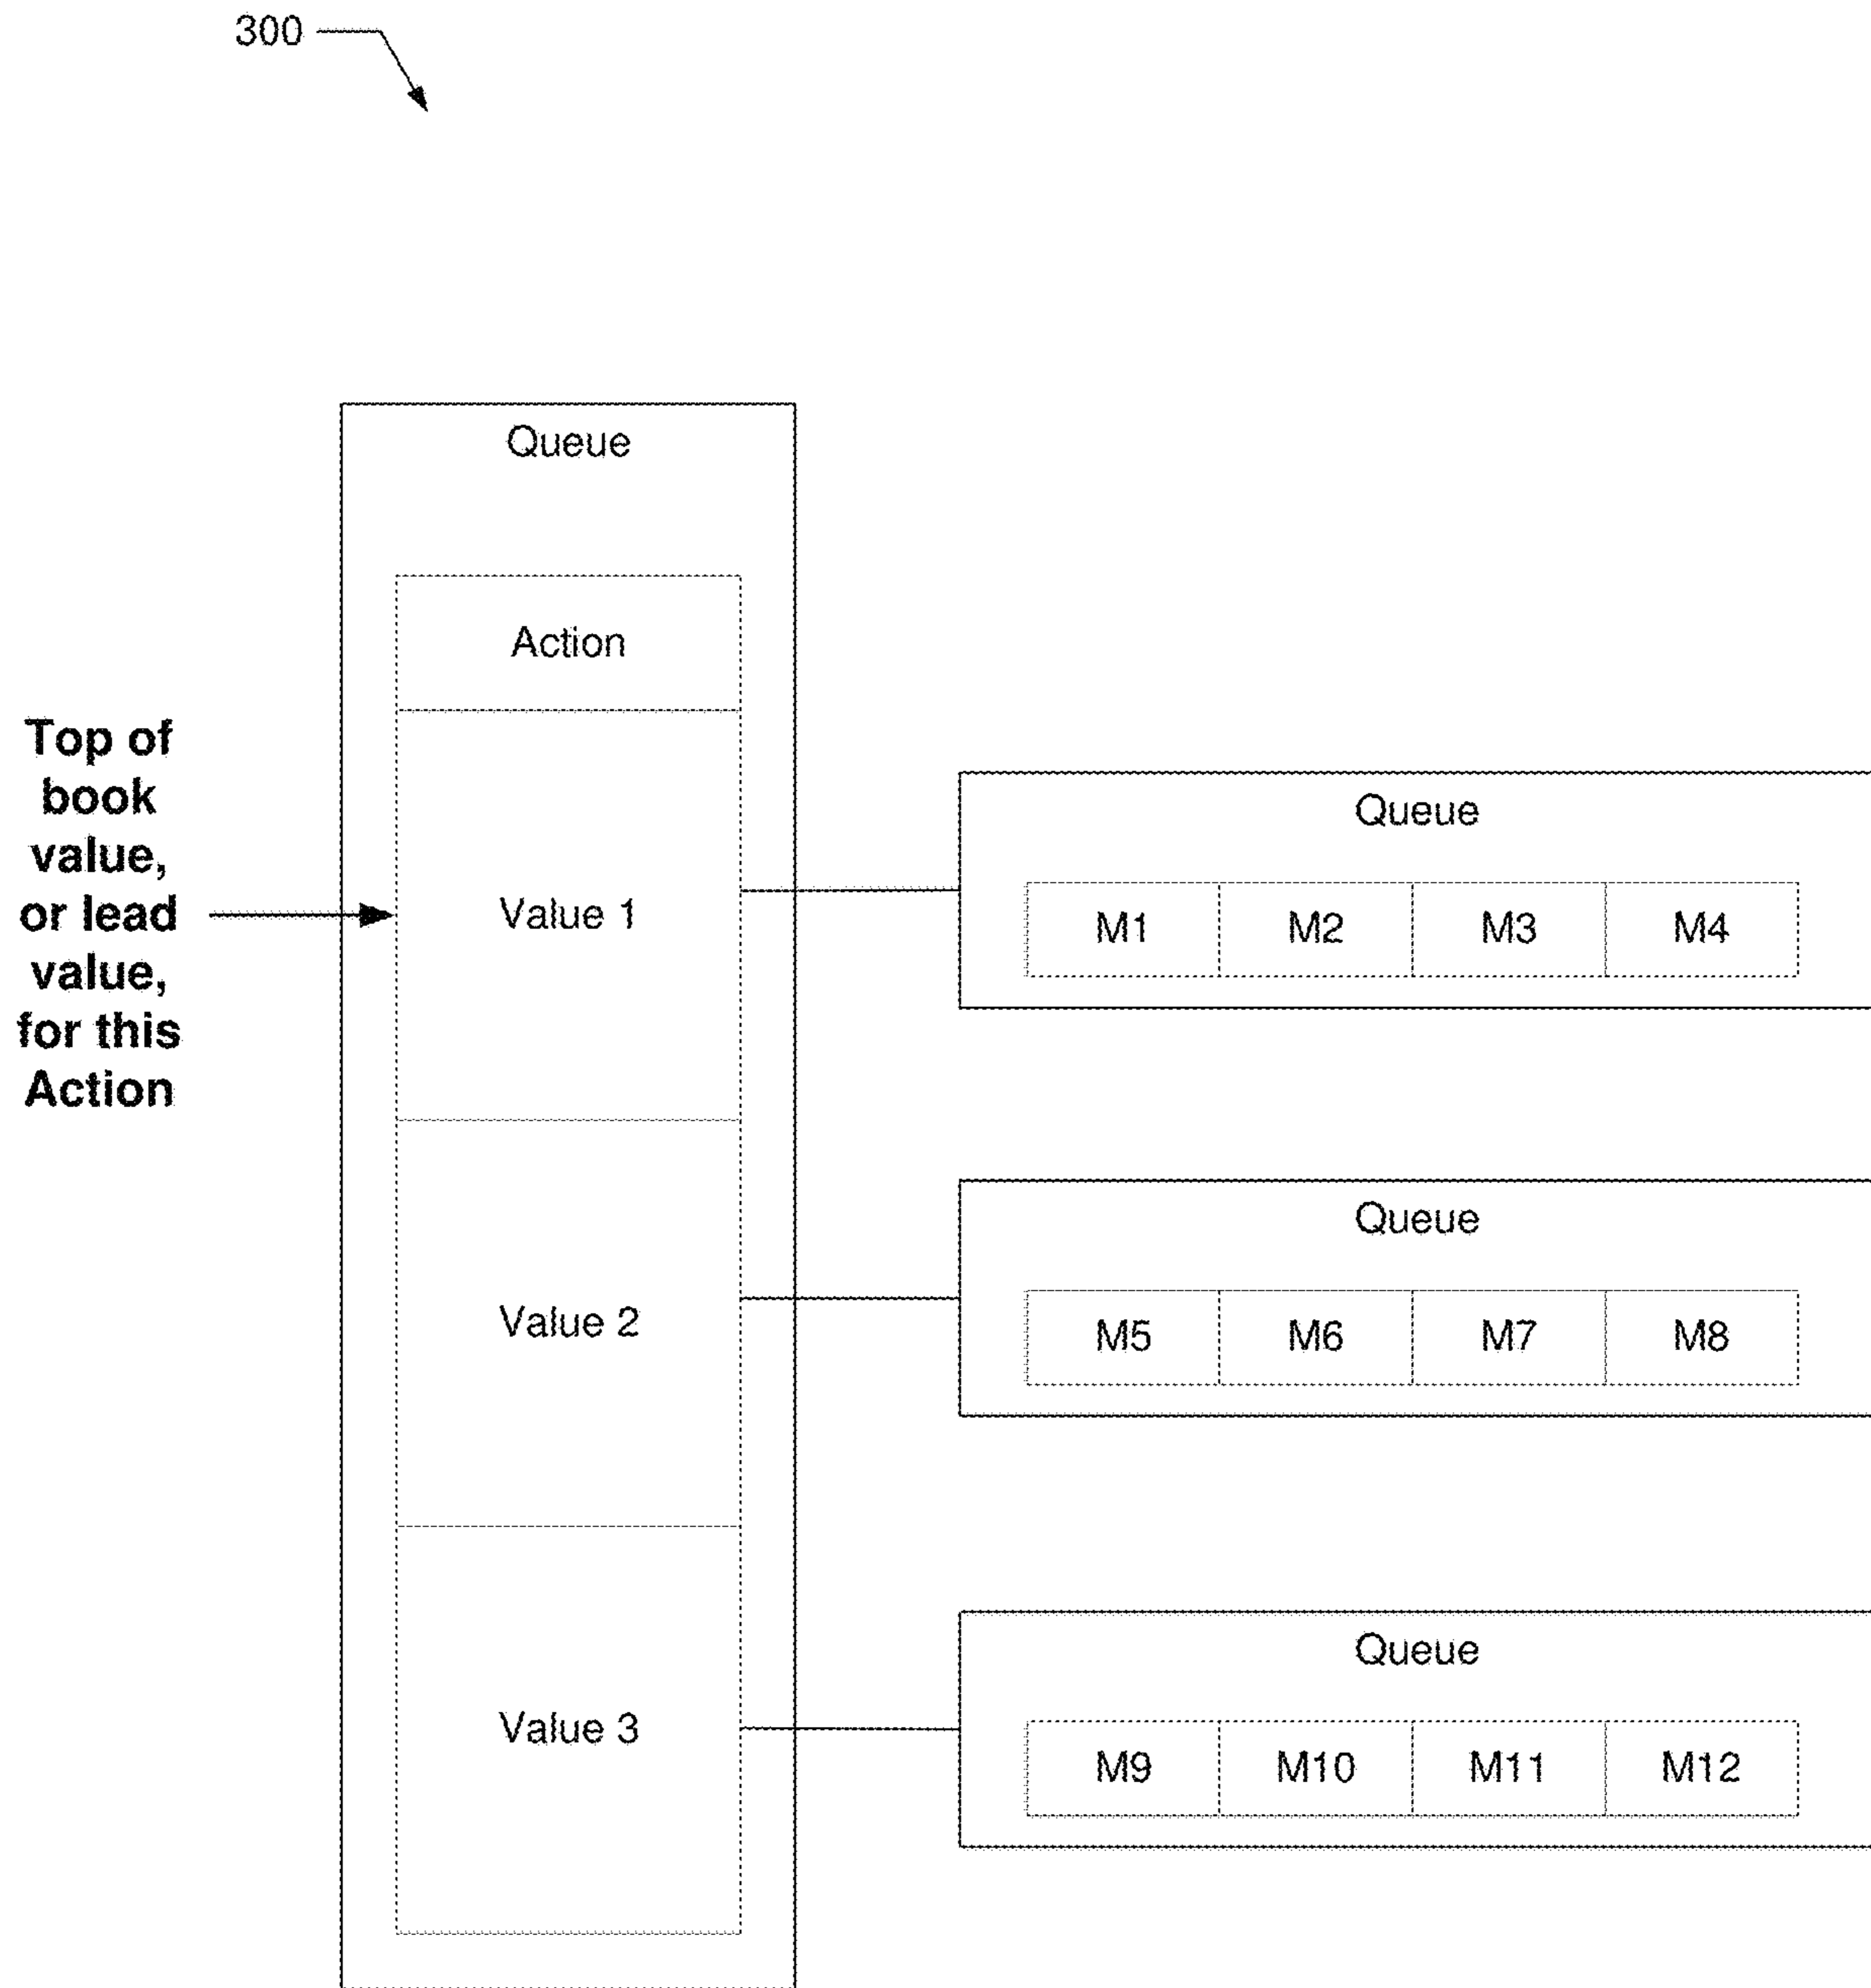 300
Queue
Action
Top of
book
value,
or lead
value,
for this
Action
Value 1
Queue
M1 M2 M3 M4
Value 2
Queue
M5 M6 M7 M8
Value 3
Queue
M9 M10 M11 M12